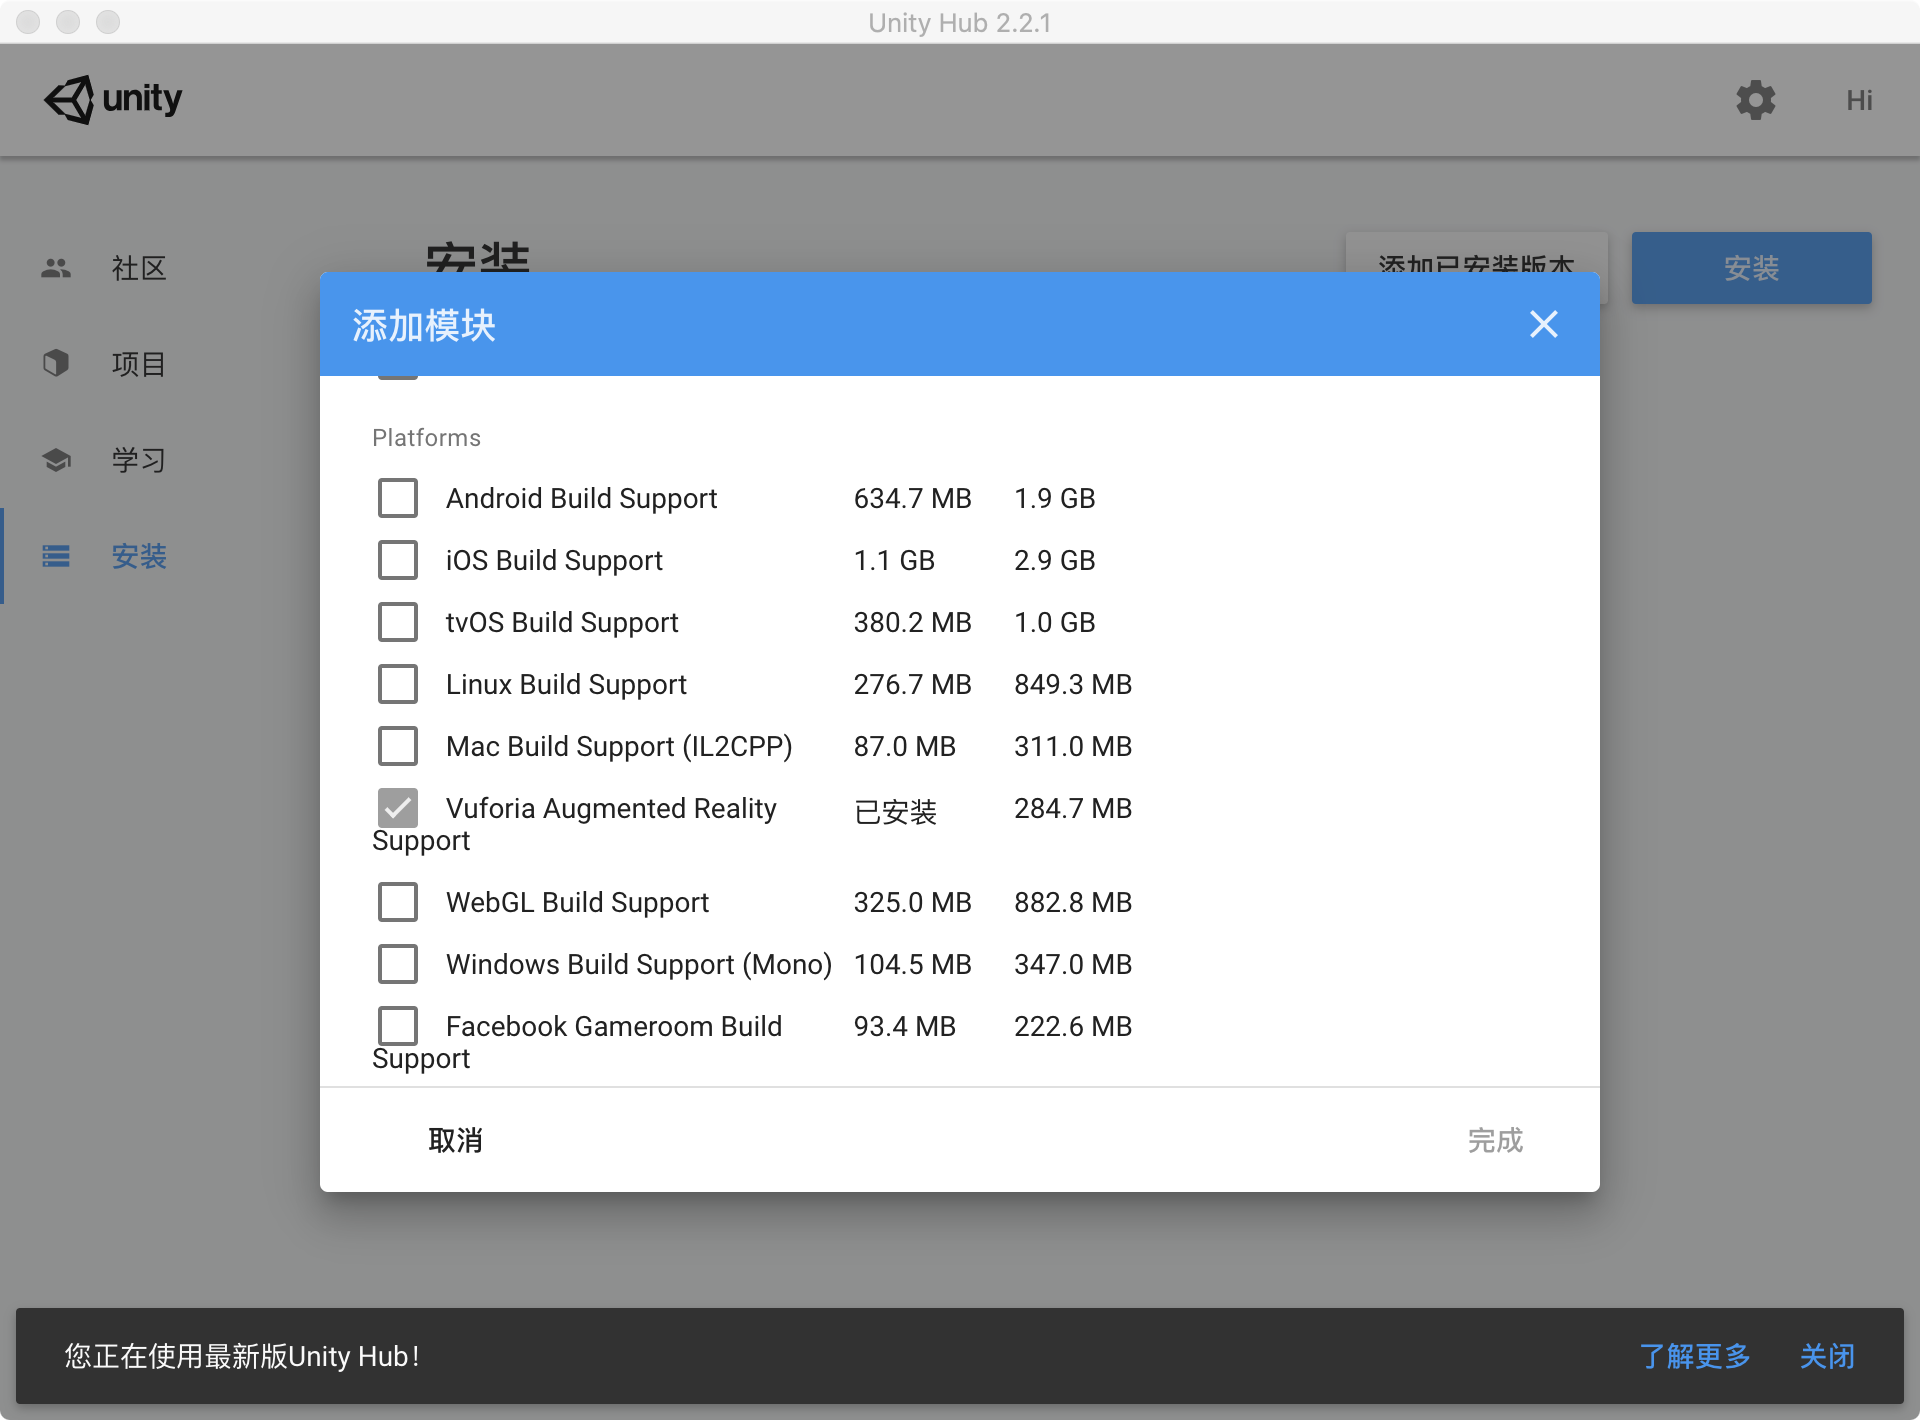 Unity Hub 2.2.1
unity
Hi
社区
项目
学习
安装
安装
添加已安装版本
安装
添加模块
Platforms
Android Build Support 634.7 MB 1.9 GB
iOS Build Support 1.1 GB 2.9 GB
tvOS Build Support 380.2 MB 1.0 GB
Linux Build Support 276.7 MB 849.3 MB
Mac Build Support (IL2CPP) 87.0 MB 311.0 MB
Vuforia Augmented Reality 已安装 284.7 MB
Support
WebGL Build Support 325.0 MB 882.8 MB
Windows Build Support (Mono) 104.5 MB 347.0 MB
Facebook Gameroom Build 93.4 MB 222.6 MB
Support
取消 完成
您正在使用最新版Unity Hub! 了解更多 关闭